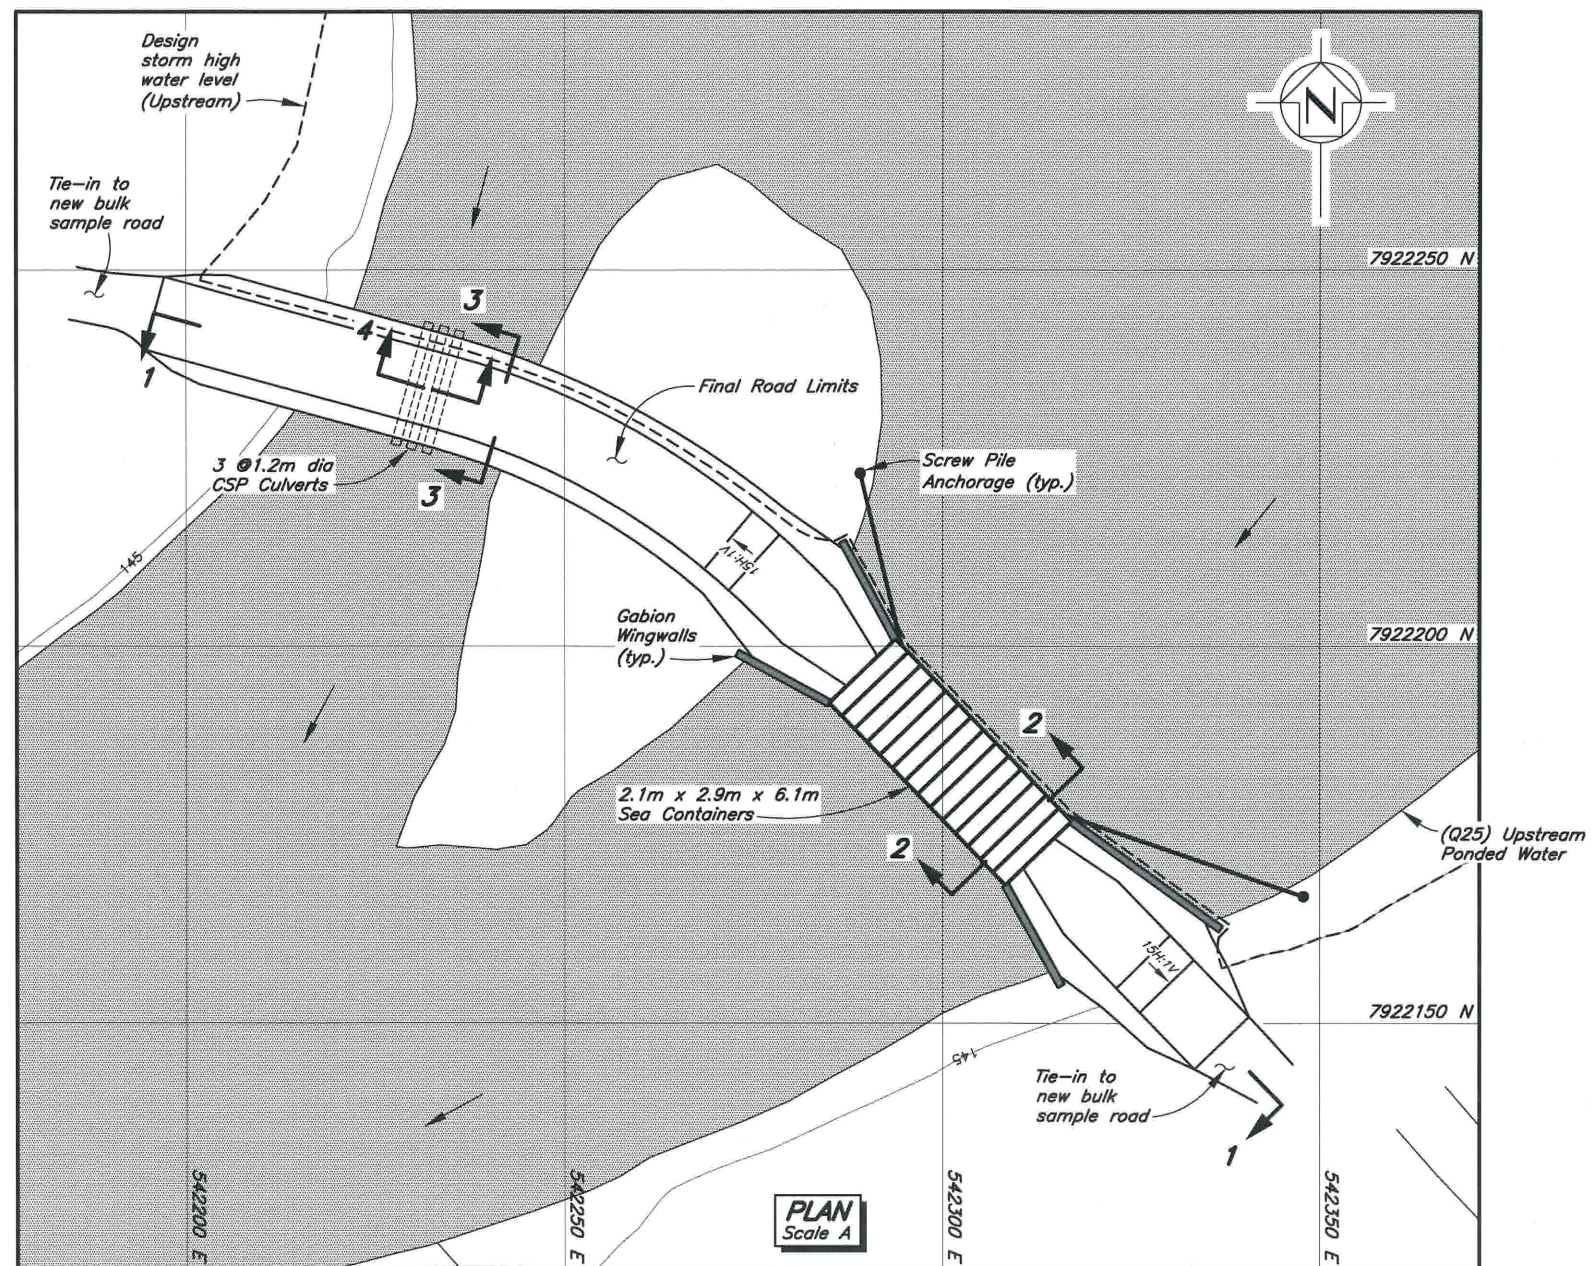 Design
storm high
water level
(Upstream)
N
Tie-in to
new bulk
sample road
7922250 N
3
4
1
Final Road Limits
3 @1.2m dia
CSP Culverts
3
Screw Pile
Anchorage (typ.)
15H:1V
145
Gabion
Wingwalls
(typ.)
7922200 N
2
2.1m x 2.9m x 6.1m
Sea Containers
2
(Q25) Upstream
Ponded Water
15H:1V
7922150 N
145
Tie-in to
new bulk
sample road
1
542200 E
542250 E
542300 E
542350 E
PLAN
Scale A